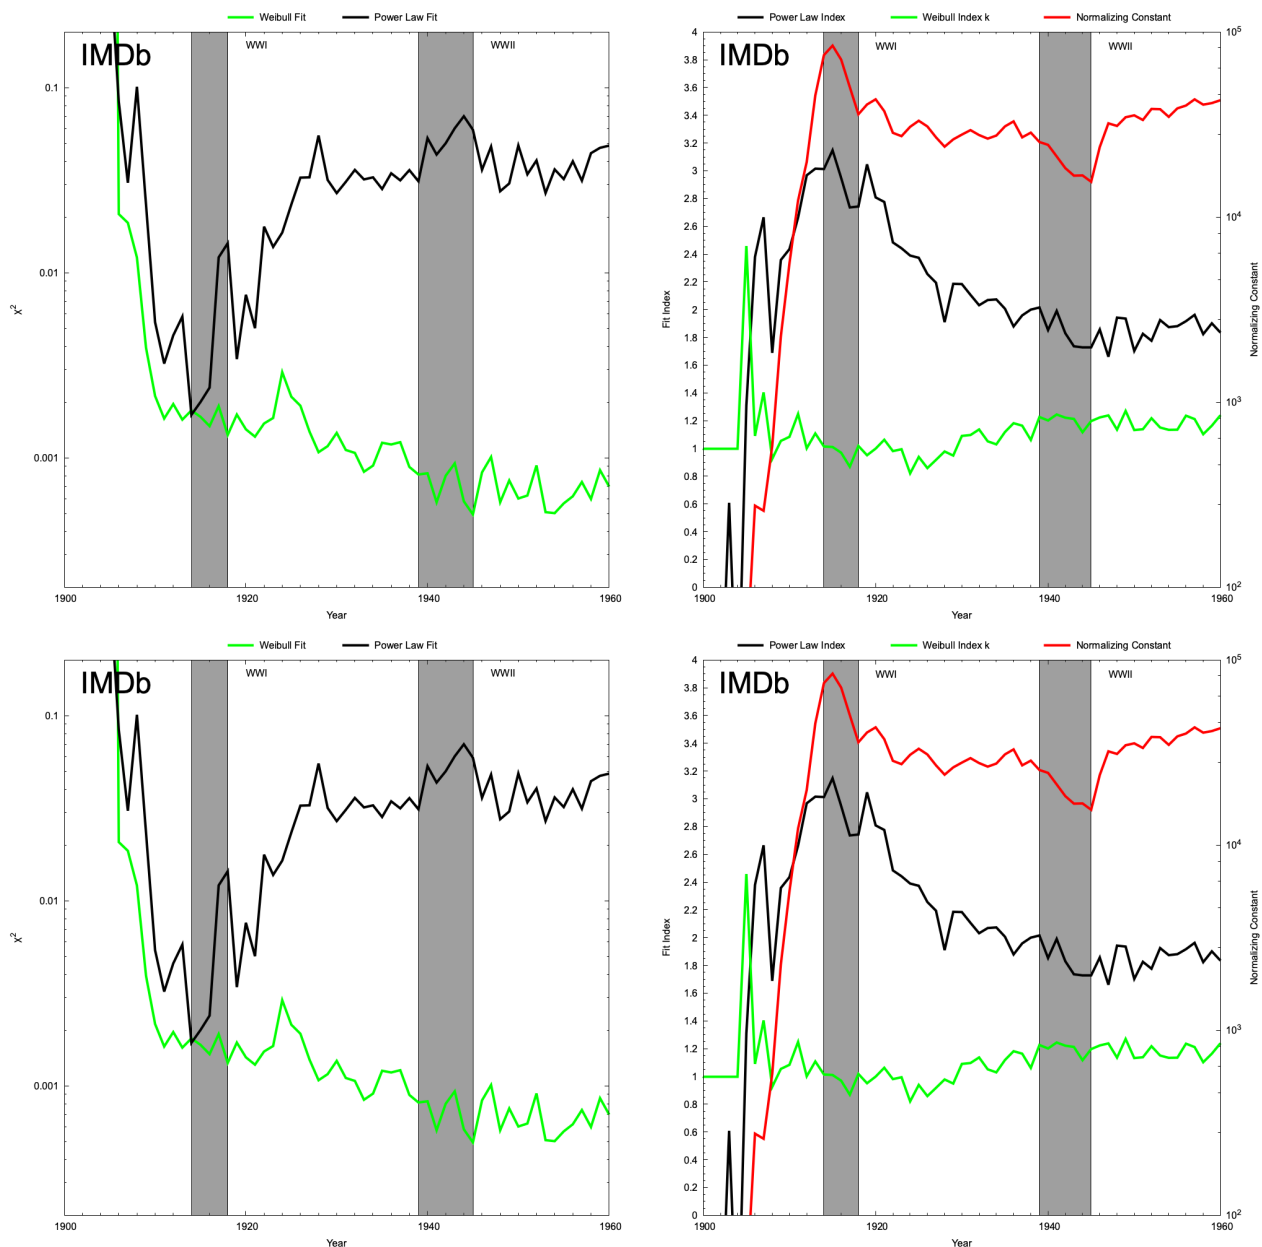 Weibull Fit Power Law Fit
IMDb
WWI WWII
0.1
0.01
0.001
χ2
1900 1920 1940 1960
Year
Power Law Index Weibull Index k Normalizing Constant
IMDb
WWI WWII
4
3.8
3.6
3.4
3.2
3
2.8
2.6
2.4
2.2
2
1.8
1.6
1.4
1.2
1
0.8
0.6
0.4
0.2
0
Fit Index
10^5
10^4
10^3
10^2
Normalizing Constant
1900 1920 1940 1960
Year
Weibull Fit Power Law Fit
IMDb
WWI WWII
0.1
0.01
0.001
χ2
1900 1920 1940 1960
Year
Power Law Index Weibull Index k Normalizing Constant
IMDb
WWI WWII
4
3.8
3.6
3.4
3.2
3
2.8
2.6
2.4
2.2
2
1.8
1.6
1.4
1.2
1
0.8
0.6
0.4
0.2
0
Fit Index
10^5
10^4
10^3
10^2
Normalizing Constant
1900 1920 1940 1960
Year